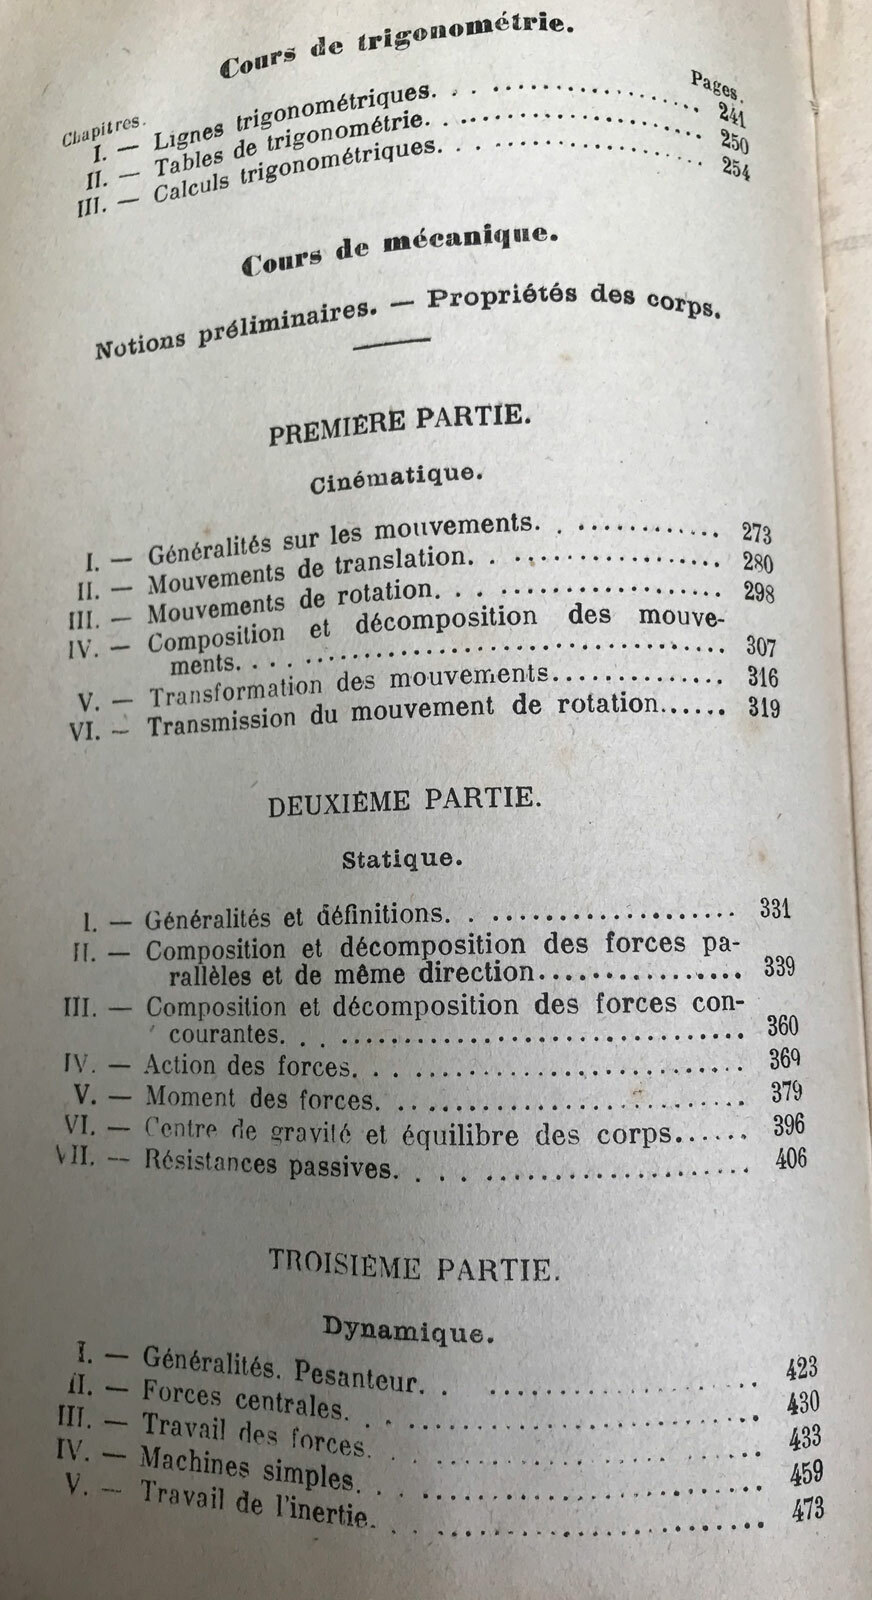 Cours de trigonométrie.
Chapitres. Pages.
I. — Lignes trigonométriques. 241
II. — Tables de trigonométrie. 250
III. — Calculs trigonométriques. 254
Cours de mécanique.
Notions préliminaires. — Propriétés des corps.
PREMIÈRE PARTIE.
Cinématique.
I. — Généralités sur les mouvements. 273
II. — Mouvements de translation. 280
III. — Mouvements de rotation. 298
IV. — Composition et décomposition des mouve-
ments. 307
V. — Transformation des mouvements. 316
VI. — Transmission du mouvement de rotation. 319
DEUXIÈME PARTIE.
Statique.
I. — Généralités et définitions. 331
II. — Composition et décomposition des forces pa-
rallèles et de même direction. 339
III. — Composition et décomposition des forces con-
courantes. 360
IV. — Action des forces. 369
V. — Moment des forces. 379
VI. — Centre de gravité et équilibre des corps. 396
VII. — Résistances passives. 406
TROISIÈME PARTIE.
Dynamique.
I. — Généralités. Pesanteur. 423
II. — Forces centrales. 430
III. — Travail des forces. 433
IV. — Machines simples. 459
V. — Travail de l'inertie. 473